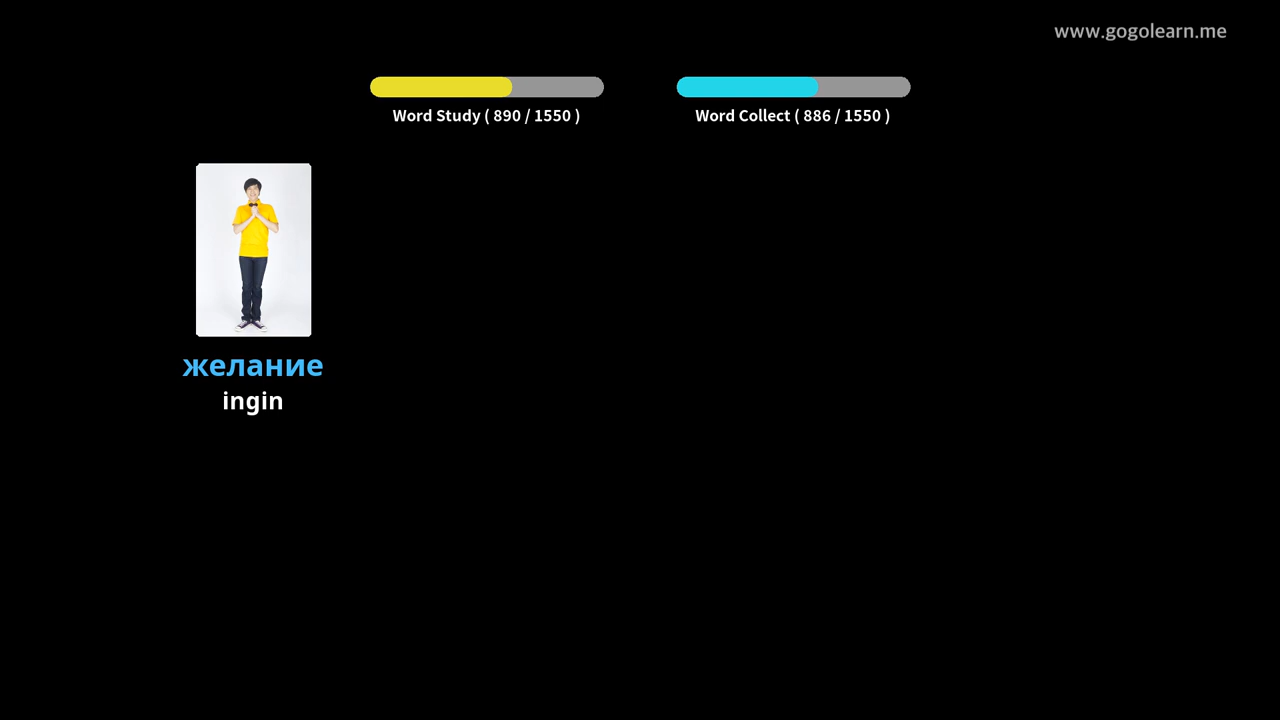 www.gogolearn.me
Word Study ( 890 / 1550 )
Word Collect ( 886 / 1550 )
желание
ingin